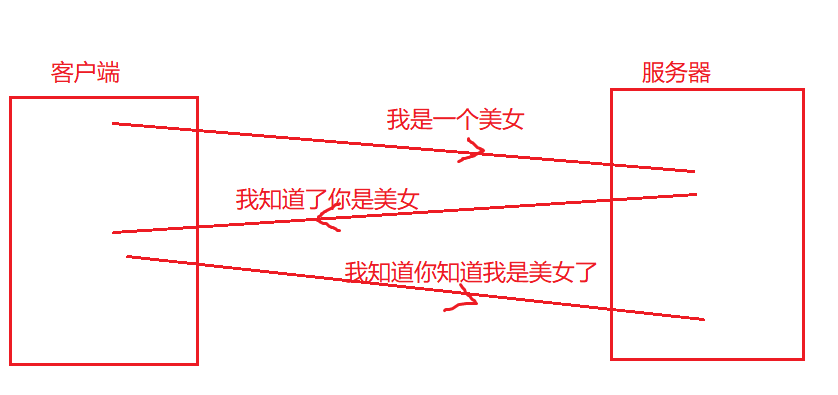 客户端
服务器
我是一个美女
我知道了你是美女
我知道你知道我是美女了